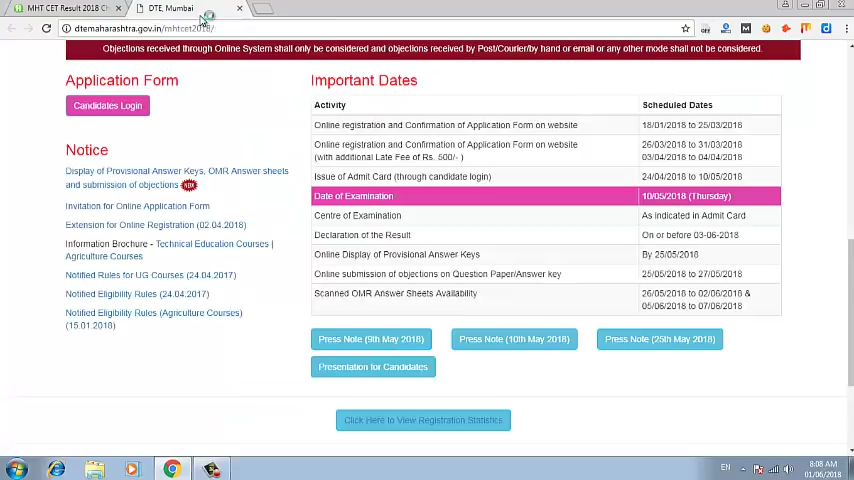 MHT CET Result 2018 C
DTE, Mumbai
dtemaharashtra.gov.in/mhtcet2018/
Objections received through Online System shall only be considered and objections received by Post/Courier/by hand or email or any other mode shall not be considered.
Application Form
Candidates Login
Notice
Display of Provisional Answer Keys, OMR Answer sheets
and submission of objections
Invitation for Online Application Form
Extension for Online Registration (02.04.2018)
Information Brochure - Technical Education Courses |
Agriculture Courses
Notified Rules for UG Courses (24.04.2017)
Notified Eligibility Rules (24.04.2017)
Notified Eligibility Rules (Agriculture Courses)
(15.01.2018)
Important Dates
Activity Scheduled Dates
Online registration and Confirmation of Application Form on website 18/01/2018 to 25/03/2018
Online registration and Confirmation of Application Form on website 26/03/2018 to 31/03/2018
(with additional Late Fee of Rs. 500/- ) 03/04/2018 to 04/04/2018
Issue of Admit Card (through candidate login) 24/04/2018 to 10/05/2018
Date of Examination 10/05/2018 (Thursday)
Centre of Examination As indicated in Admit Card
Declaration of the Result On or before 03-06-2018
Online Display of Provisional Answer Keys By 25/05/2018
Online submission of objections on Question Paper/Answer key 25/05/2018 to 27/05/2018
Scanned OMR Answer Sheets Availability 26/05/2018 to 02/06/2018 &
05/06/2018 to 07/06/2018
Press Note (9th May 2018) Press Note (10th May 2018) Press Note (25th May 2018)
Presentation for Candidates
Click Here to View Registration Statistics
EN
8:08 AM
01/06/2018